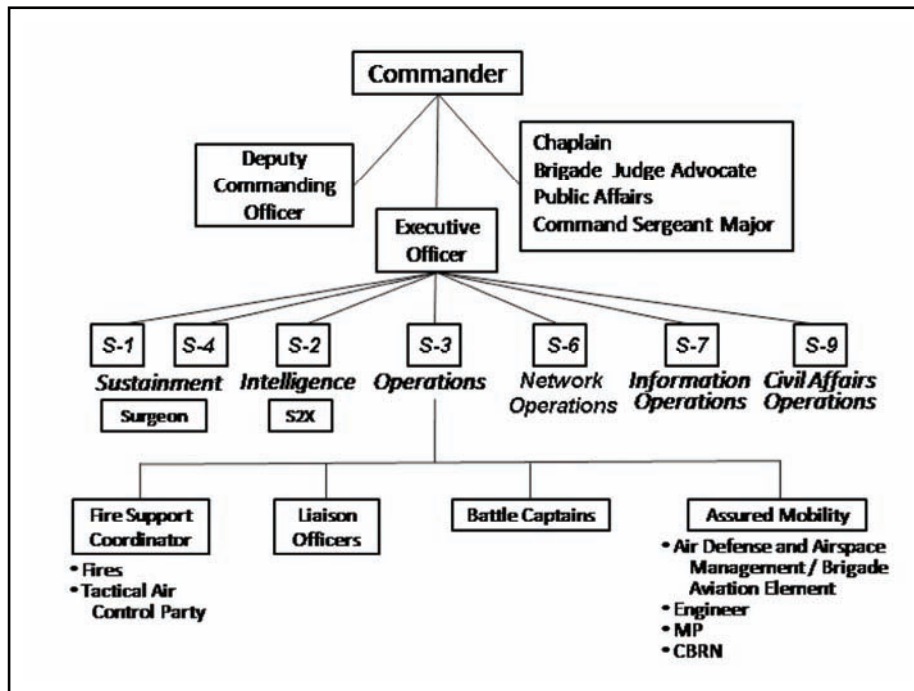 Commander
Deputy
Commanding
Officer
Chaplain
Brigade Judge Advocate
Public Affairs
Command Sergeant Major
Executive
Officer
S-1
S-4
Sustainment
Surgeon
S-2
Intelligence
S2X
S-3
Operations
S-6
Network
Operations
S-7
Information
Operations
S-9
Civil Affairs
Operations
Fire Support
Coordinator
• Fires
• Tactical Air
Control Party
Liaison
Officers
Battle Captains
Assured Mobility
• Air Defense and Airspace
Management / Brigade
Aviation Element
• Engineer
• MP
• CBRN